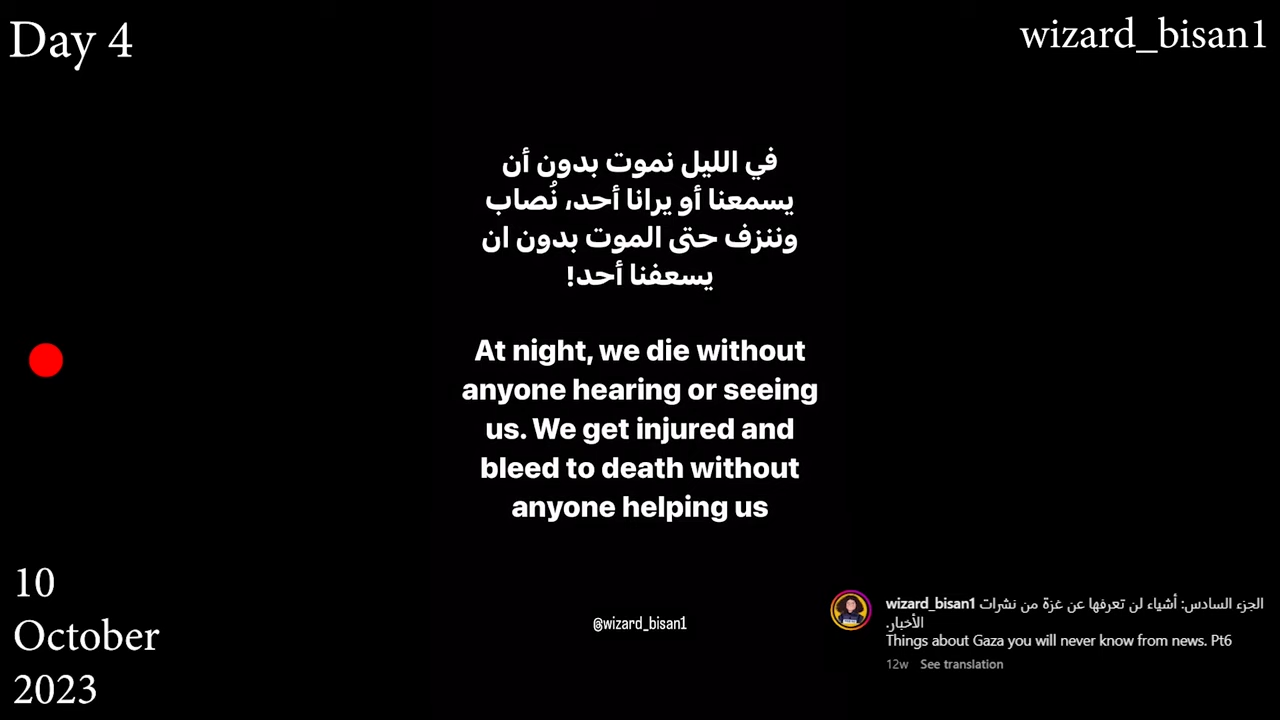 Day 4
wizard_bisan1
في الليل نموت بدون أن
يسمعنا أو يرانا أحد، نُصاب
وننزف حتى الموت بدون ان
يسعفنا أحد!
At night, we die without
anyone hearing or seeing
us. We get injured and
bleed to death without
anyone helping us
@wizard_bisan1
10
October
2023
wizard_bisan1 الجزء السادس: أشياء لن تعرفها عن غزة من نشرات
الأخبار.
Things about Gaza you will never know from news. Pt6
12w See translation